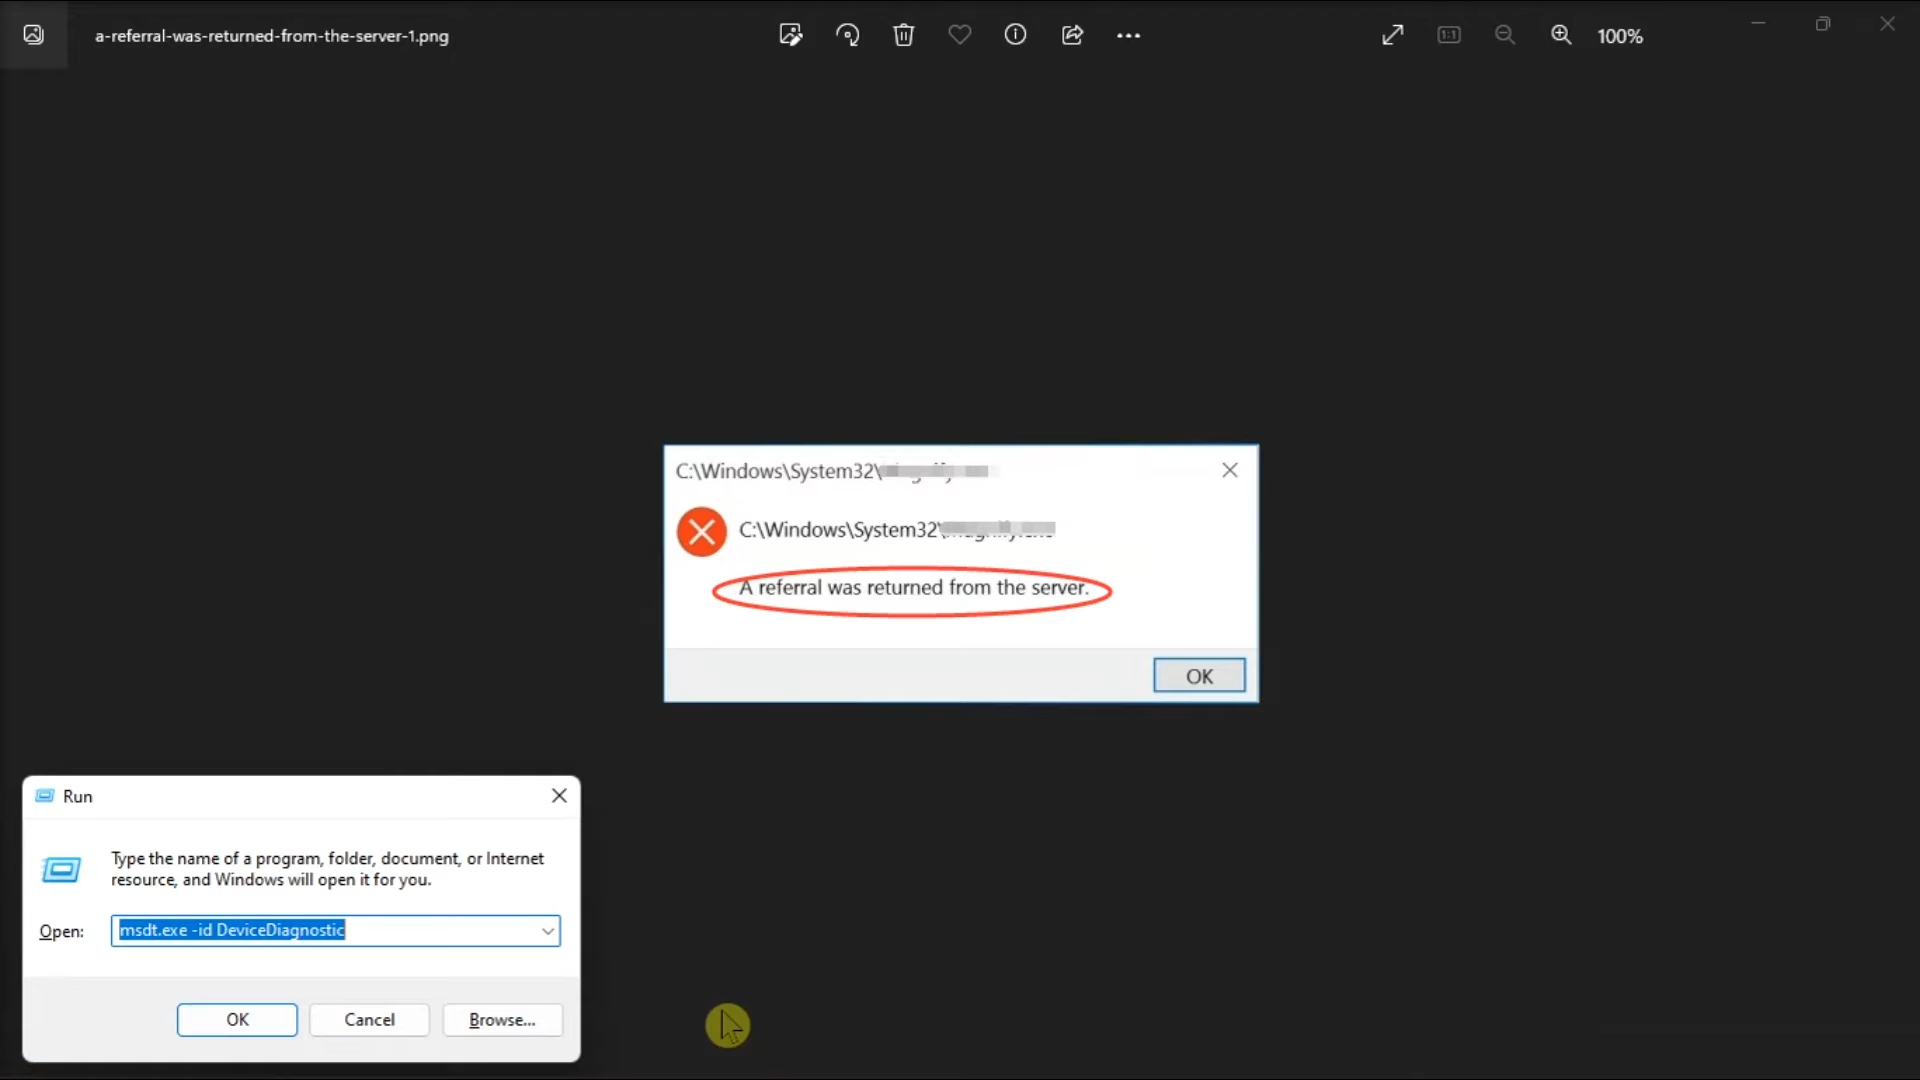 a-referral-was-returned-from-the-server-1.png
100%
C:\Windows\System32\
C:\Windows\System32\
A referral was returned from the server.
OK
Run
Type the name of a program, folder, document, or Internet
resource, and Windows will open it for you.
Open: msdt.exe -id DeviceDiagnostic
OK Cancel Browse...